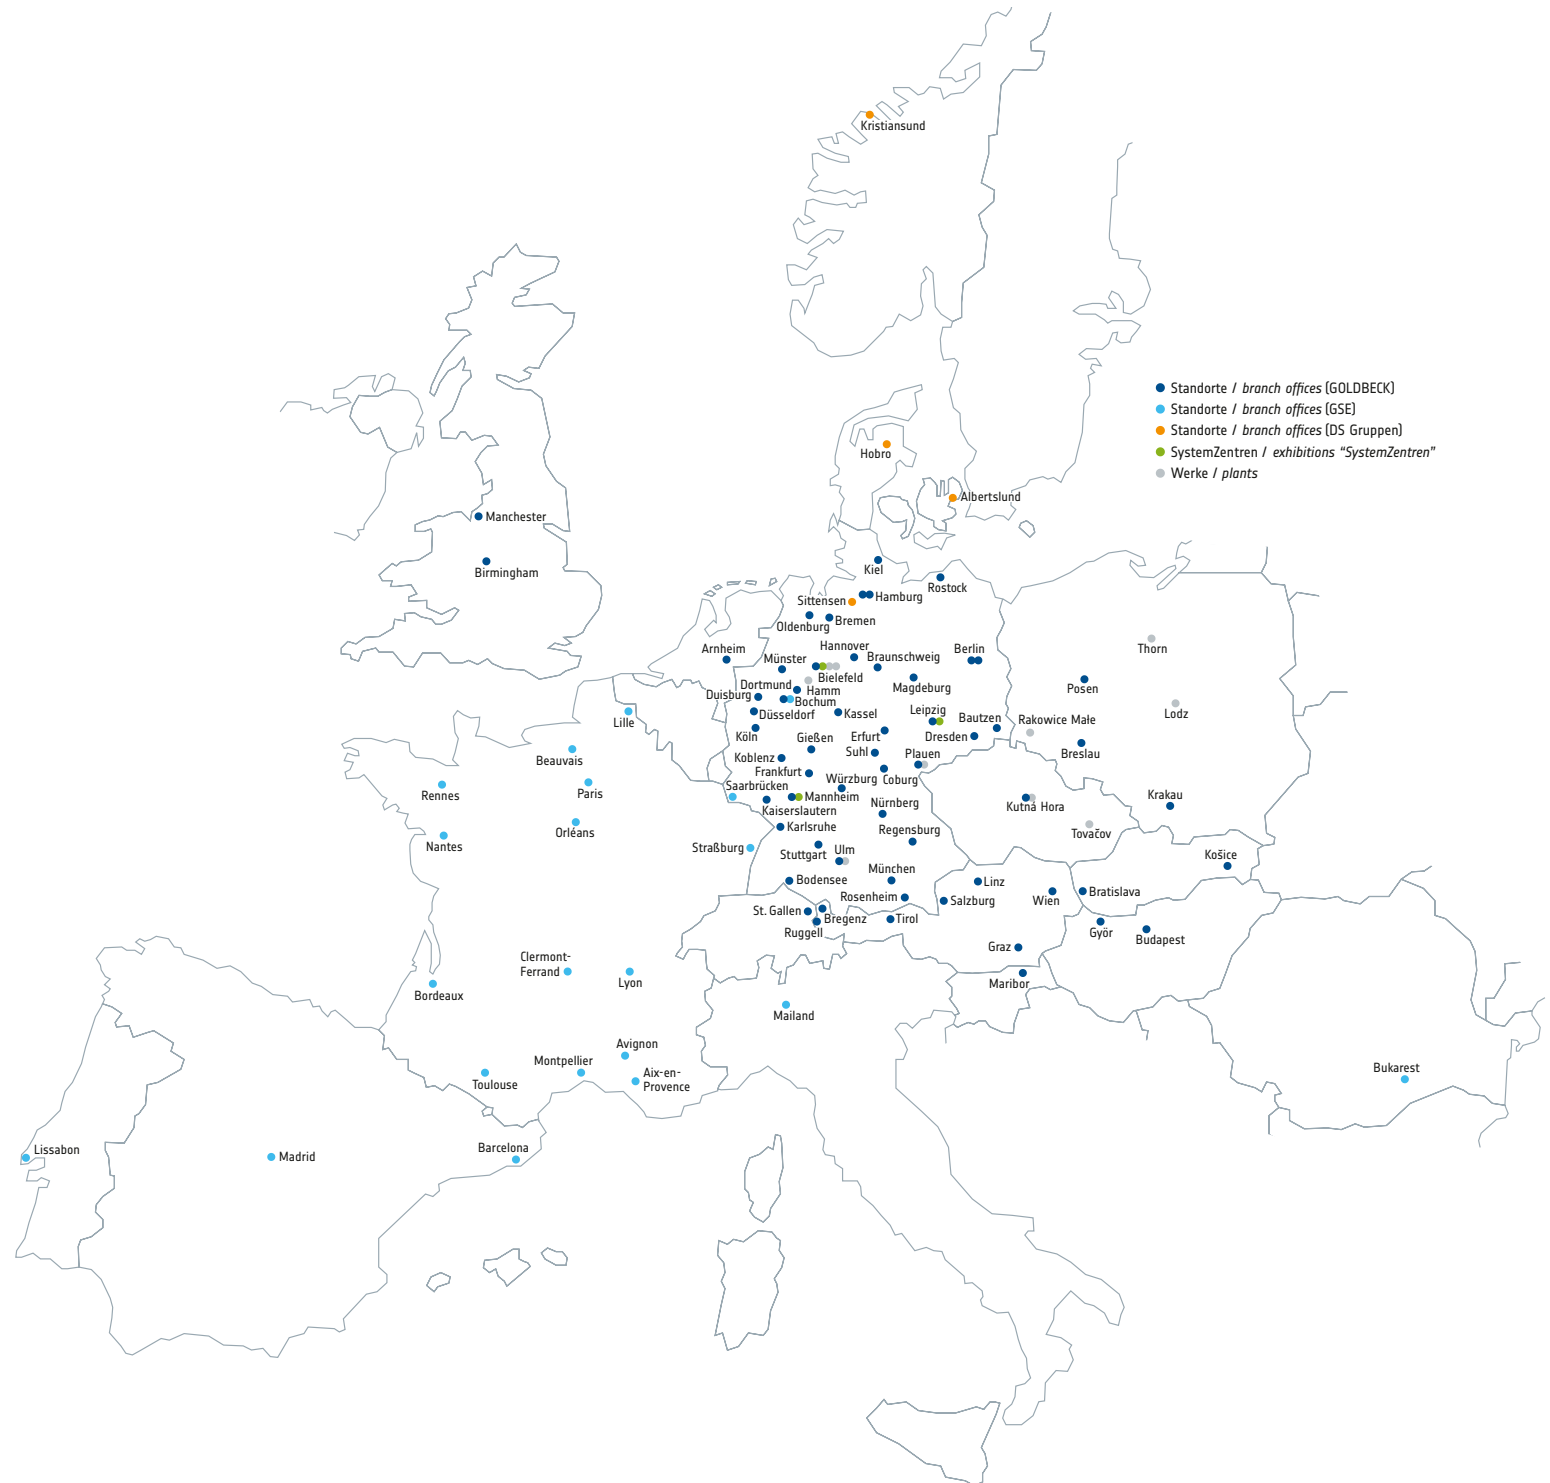 Kristiansund
Standorte / branch offices (GOLDBECK)
Standorte / branch offices (GSE)
Standorte / branch offices (DS Gruppen)
SystemZentren / exhibitions “SystemZentren”
Werke / plants
Hobro
Albertslund
Manchester
Birmingham
Kiel
Rostock
Sittensen
Hamburg
Oldenburg
Bremen
Arnheim
Hannover
Berlin
Thorn
Münster
Braunschweig
Bielefeld
Dortmund
Hamm
Magdeburg
Posen
Duisburg
Bochum
Lodz
Lille
Düsseldorf
Kassel
Leipzig
Bautzen
Rakowice Małe
Köln
Gießen
Erfurt
Dresden
Beauvais
Koblenz
Suhl
Plauen
Breslau
Frankfurt
Würzburg
Coburg
Rennes
Paris
Saarbrücken
Mannheim
Krakau
Kaiserslautern
Nürnberg
Kutná Hora
Orléans
Karlsruhe
Regensburg
Tovačov
Nantes
Straßburg
Stuttgart
Ulm
Košice
München
Bodensee
Linz
Rosenheim
Salzburg
Wien
Bratislava
St. Gallen
Bregenz
Tirol
Ruggell
Györ
Budapest
Graz
Clermont-
Ferrand
Lyon
Maribor
Bordeaux
Mailand
Avignon
Montpellier
Aix-en-
Provence
Toulouse
Bukarest
Lissabon
Madrid
Barcelona